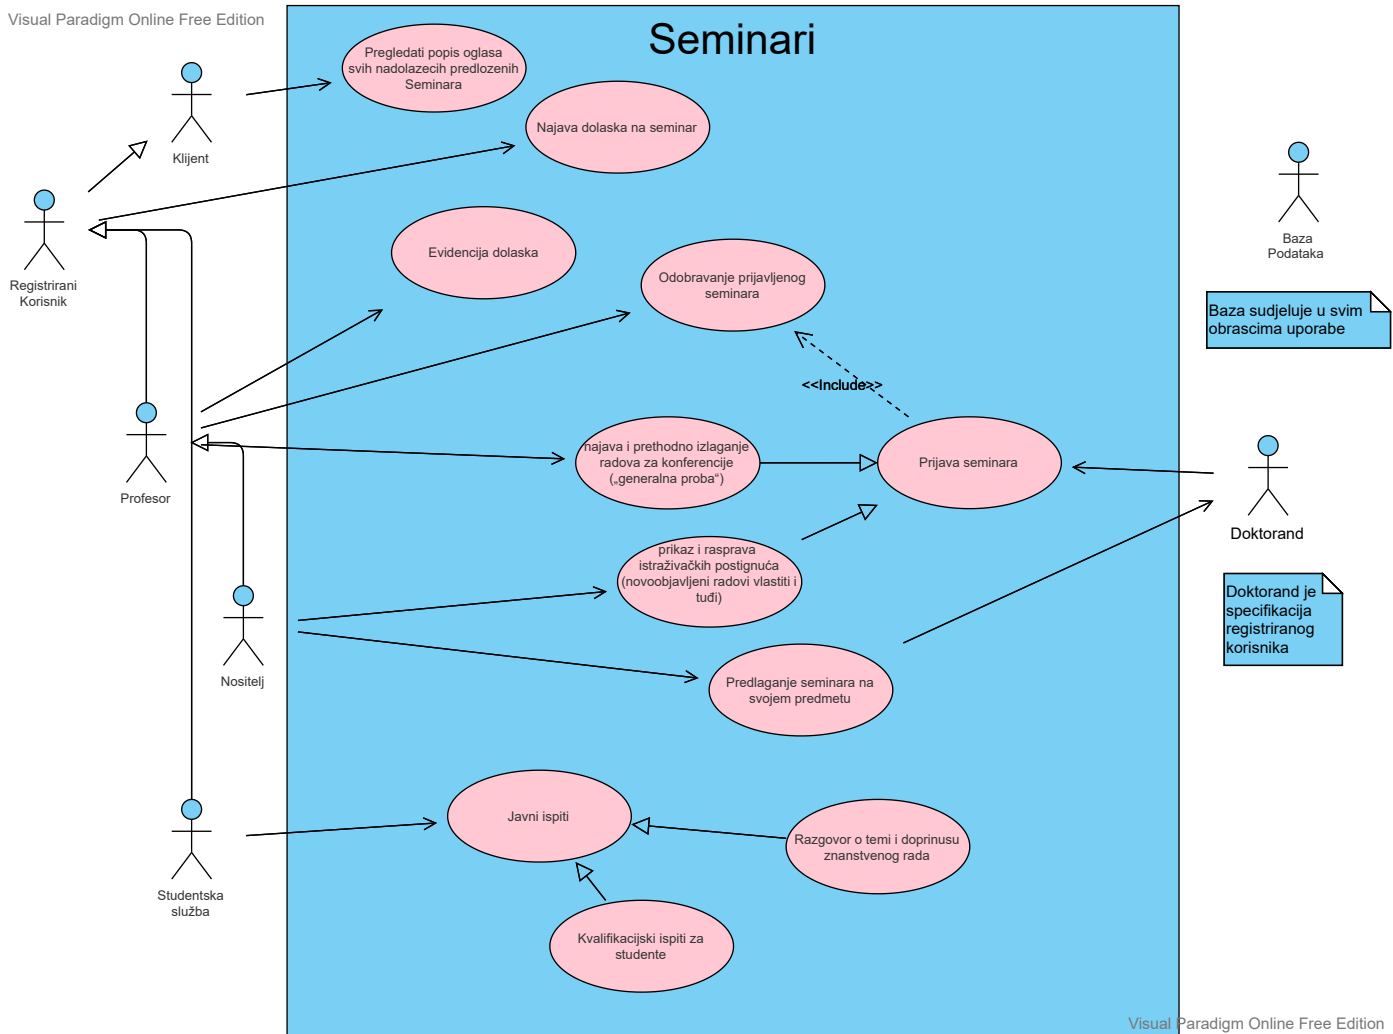 Visual Paradigm Online Free Edition
Seminari
Pregledati popis oglasa
svih nadolazecih predlozenih
Seminara
Najava dolaska na seminar
Klijent
Registrirani
Korisnik
Evidencija dolaska
Odobravanje prijavljenog
seminara
Baza
Podataka
Baza sudjeluje u svim
obrascima uporabe
<<Include>>
Profesor
najava i prethodno izlaganje
radova za konferencije
(„generalna proba“)
Prijava seminara
Doktorand
prikaz i rasprava
istraživačkih postignuća
(novoobjavljeni radovi vlastiti i
tuđi)
Doktorand je
specifikacija
registriranog
korisnika
Nositelj
Predlaganje seminara na
svojem predmetu
Javni ispiti
Razgovor o temi i doprinusu
znanstvenog rada
Studentska
služba
Kvalifikacijski ispiti za
studente
Visual Paradigm Online Free Edition